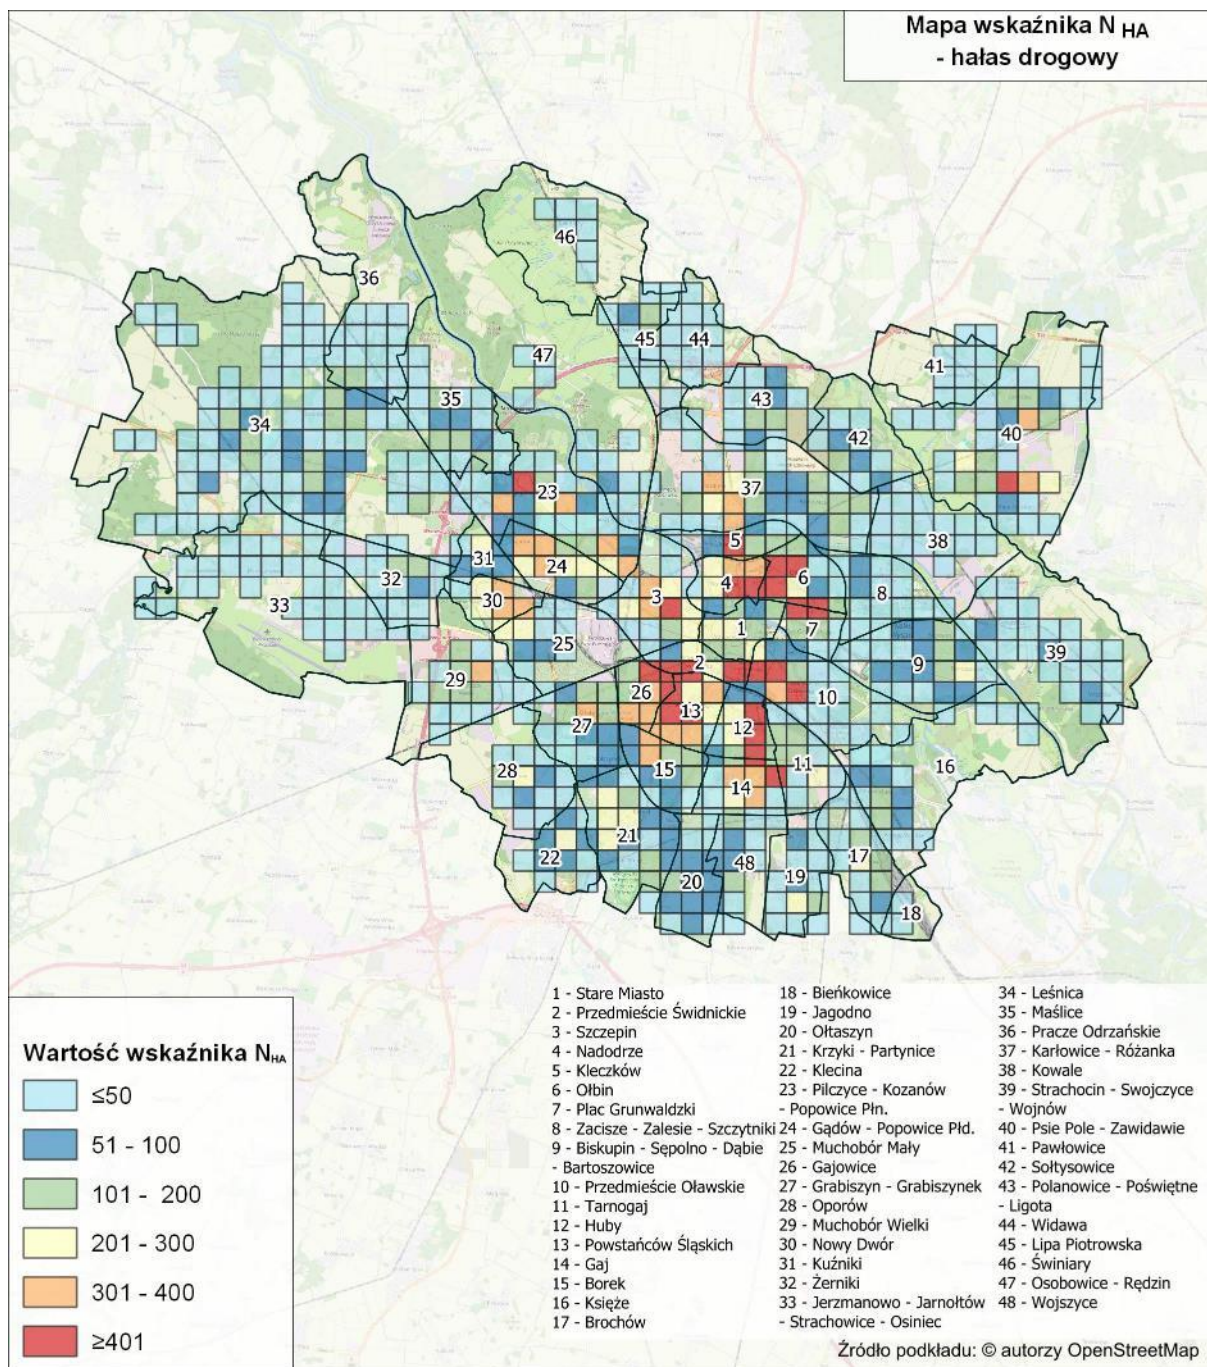 Mapa wskaźnika N HA
- hałas drogowy
46
36
45
44
47
41
35
43
34
42
40
23
37
5
38
31
24
4
6
32
30
3
8
33
1
7
25
9
39
2
29
26
10
13
27
12
16
28
15
11
14
21
22
48
17
20
19
18
Wartość wskaźnika NHA
≤50
51 - 100
101 - 200
201 - 300
301 - 400
≥401
1 - Stare Miasto
2 - Przedmieście Świdnickie
3 - Szczepin
4 - Nadodrze
5 - Kleczków
6 - Ołbin
7 - Plac Grunwaldzki
8 - Zacisze - Zalesie - Szczytniki
9 - Biskupin - Sępolno - Dąbie
- Bartoszowice
10 - Przedmieście Oławskie
11 - Tarnogaj
12 - Huby
13 - Powstańców Śląskich
14 - Gaj
15 - Borek
16 - Księże
17 - Brochów
18 - Bieńkowice
19 - Jagodno
20 - Ołtaszyn
21 - Krzyki - Partynice
22 - Klecina
23 - Pilczyce - Kozanów
- Popowice Płn.
24 - Gądów - Popowice Płd.
25 - Muchobór Mały
26 - Gajowice
27 - Grabiszyn - Grabiszynek
28 - Oporów
29 - Muchobór Wielki
30 - Nowy Dwór
31 - Kuźniki
32 - Żerniki
33 - Jerzmanowo - Jarnołtów
- Strachowice - Osiniec
34 - Leśnica
35 - Maślice
36 - Pracze Odrzańskie
37 - Karłowice - Różanka
38 - Kowale
39 - Strachocin - Swojczyce
- Wojnów
40 - Psie Pole - Zawidawie
41 - Pawłowice
42 - Sołtysowice
43 - Polanowice - Poświętne
- Ligota
44 - Widawa
45 - Lipa Piotrowska
46 - Świniary
47 - Osobowice - Rędzin
48 - Wojszyce
Źródło podkładu: © autorzy OpenStreetMap